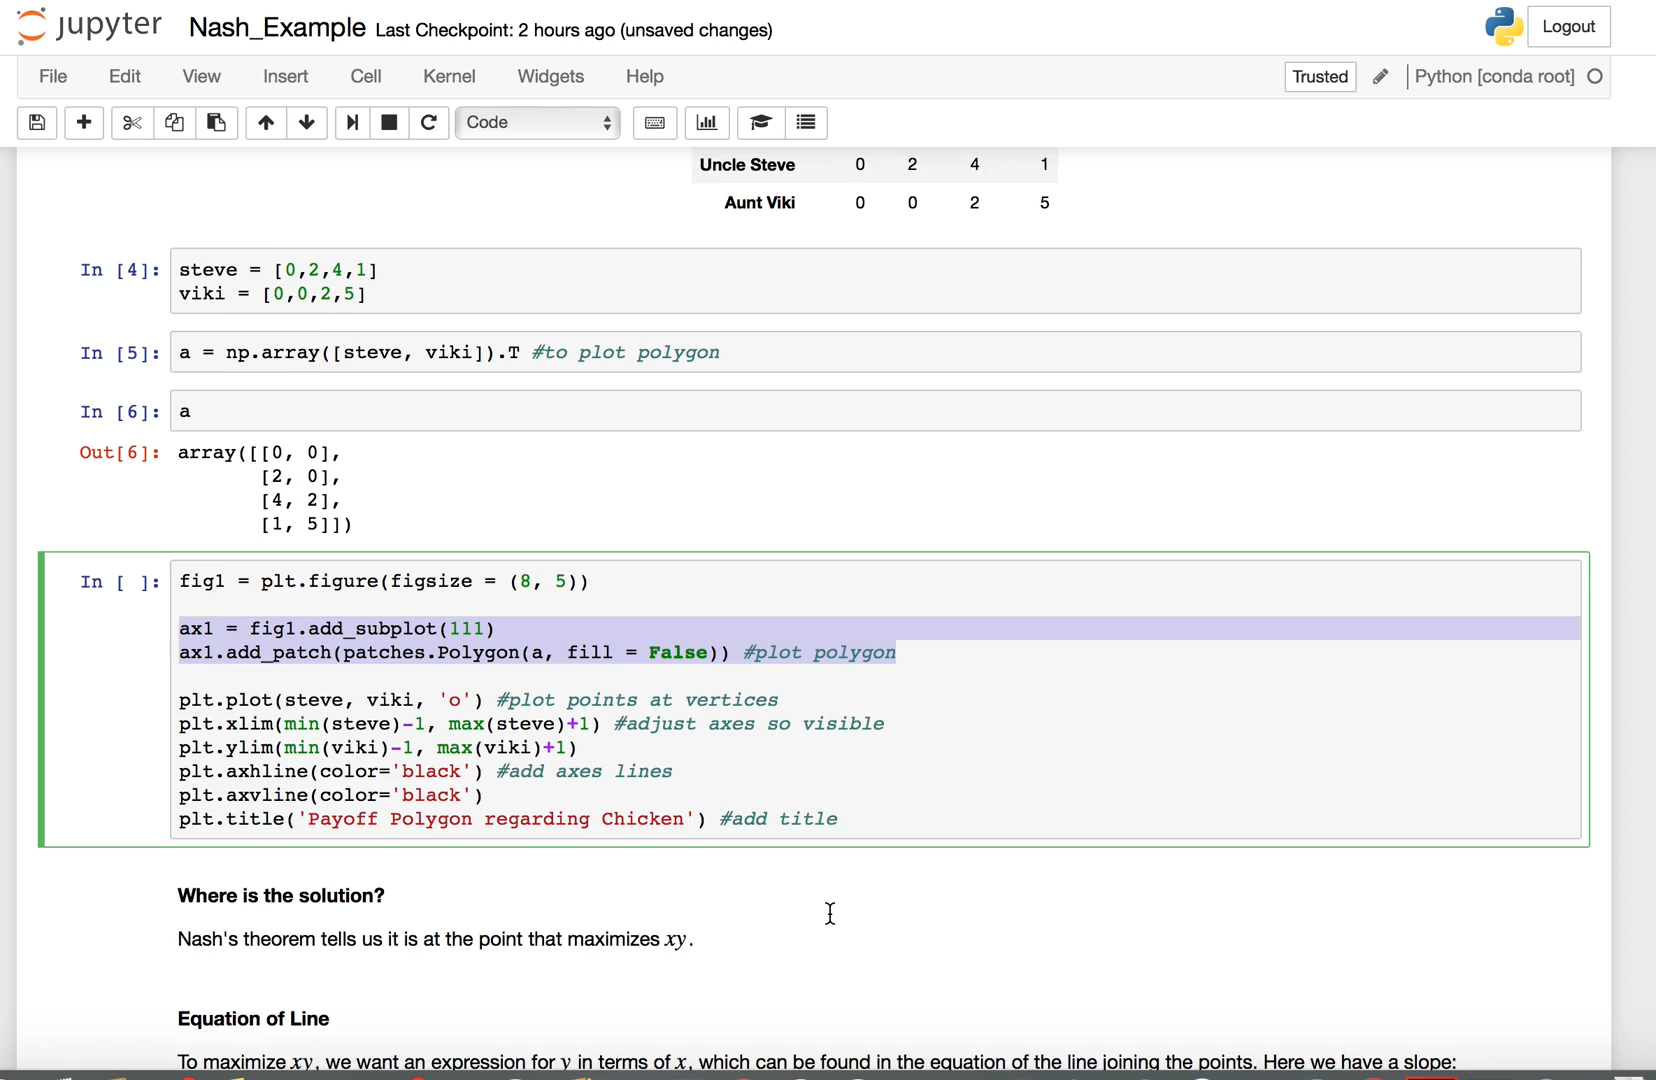 jupyter Nash_Example Last Checkpoint: 2 hours ago (unsaved changes) Logout
File Edit View Insert Cell Kernel Widgets Help Trusted Python [conda root]
Code
Uncle Steve 0 2 4 1
Aunt Viki 0 0 2 5
In [4]: steve = [0,2,4,1]
viki = [0,0,2,5]
In [5]: a = np.array([steve, viki]).T #to plot polygon
In [6]: a
Out[6]: array([[0, 0],
[2, 0],
[4, 2],
[1, 5]])
In [ ]: fig1 = plt.figure(figsize = (8, 5))
ax1 = fig1.add_subplot(111)
ax1.add_patch(patches.Polygon(a, fill = False)) #plot polygon
plt.plot(steve, viki, 'o') #plot points at vertices
plt.xlim(min(steve)-1, max(steve)+1) #adjust axes so visible
plt.ylim(min(viki)-1, max(viki)+1)
plt.axhline(color='black') #add axes lines
plt.axvline(color='black')
plt.title('Payoff Polygon regarding Chicken') #add title
Where is the solution?
Nash's theorem tells us it is at the point that maximizes xy.
Equation of Line
To maximize xy, we want an expression for y in terms of x, which can be found in the equation of the line joining the points. Here we have a slope: